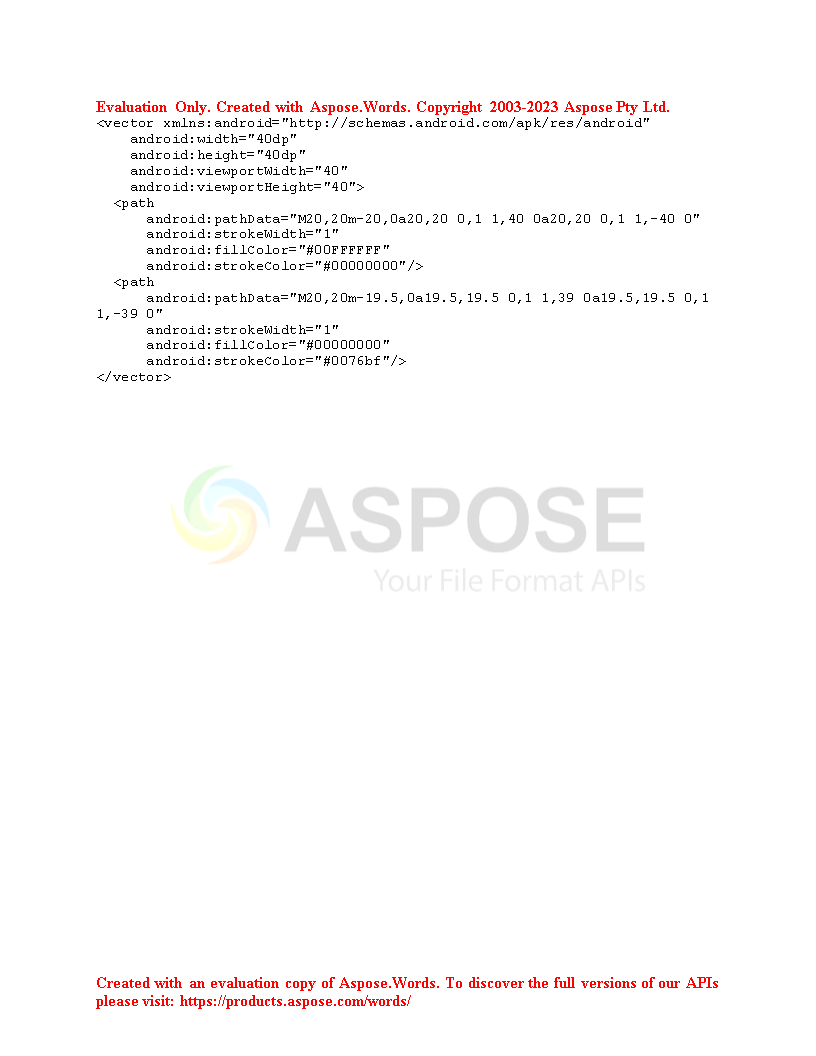 Evaluation Only. Created with Aspose.Words. Copyright 2003-2023 Aspose Pty Ltd.
<vector xmlns:android="http://schemas.android.com/apk/res/android"
    android:width="40dp"
    android:height="40dp"
    android:viewportWidth="40"
    android:viewportHeight="40">
  <path
      android:pathData="M20,20m-20,0a20,20 0,1 1,40 0a20,20 0,1 1,-40 0"
      android:strokeWidth="1"
      android:fillColor="#00FFFFFF"
      android:strokeColor="#00000000"/>
  <path
      android:pathData="M20,20m-19.5,0a19.5,19.5 0,1 1,39 0a19.5,19.5 0,1
1,-39 0"
      android:strokeWidth="1"
      android:fillColor="#00000000"
      android:strokeColor="#0076bf"/>
</vector>
ASPOSE
Your File Format APIs
Created with an evaluation copy of Aspose.Words. To discover the full versions of our APIs
please visit: https://products.aspose.com/words/